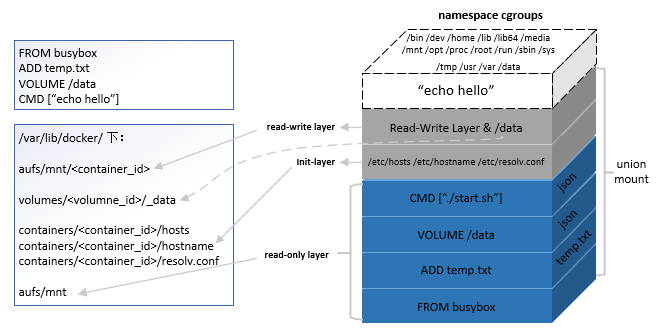 namespace cgroups
/bin /dev /home /lib /lib64 /media
/mnt /opt /proc /root /run /sbin /sys
/tmp /usr /var /data
“echo hello”
FROM busybox
ADD temp.txt
VOLUME /data
CMD [“echo hello”]
/var/lib/docker/ 下：
aufs/mnt/<container_id>
volumes/<volumne_id>/_data
containers/<container_id>/hosts
containers/<container_id>/hostname
containers/<container_id>/resolv.conf
aufs/mnt
read-write layer
Init-layer
read-only layer
Read-Write Layer & /data
/etc/hosts /etc/hostname /etc/resolv.conf
CMD [“./start.sh”]
VOLUME /data
ADD temp.txt
FROM busybox
json
json
temp.txt
union
mount